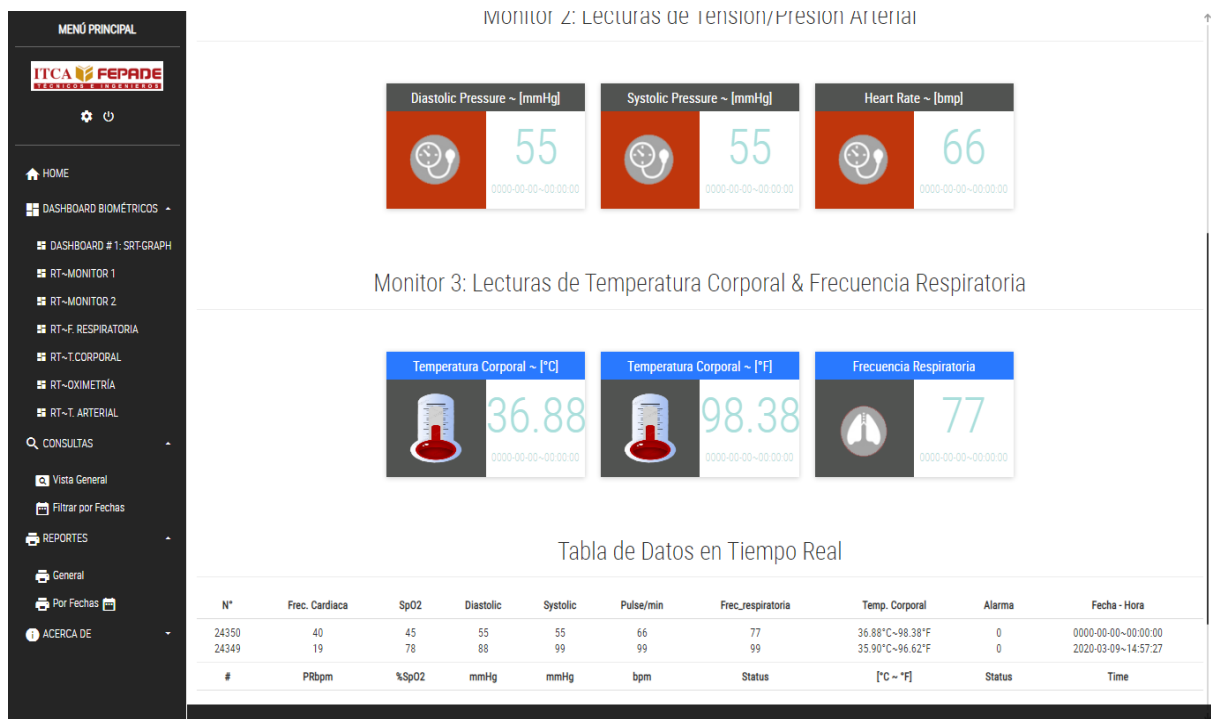 MENÚ PRINCIPAL
ITCA FEPADE
TÉCNICOS E INGENIEROS
HOME
DASHBOARD BIOMÉTRICOS
DASHBOARD # 1: SRT-GRAPH
RT~MONITOR 1
RT~MONITOR 2
RT~F. RESPIRATORIA
RT~T.CORPORAL
RT~OXIMETRÍA
RT~T. ARTERIAL
CONSULTAS
Vista General
Filtrar por Fechas
REPORTES
General
Por Fechas
ACERCA DE
Monitor 2: Lecturas de Tensión/Presión Arterial
Diastolic Pressure ~ [mmHg] Systolic Pressure ~ [mmHg] Heart Rate ~ [bmp]
55 55 66
0000-00-00~00:00:00 0000-00-00~00:00:00 0000-00-00~00:00:00
Monitor 3: Lecturas de Temperatura Corporal & Frecuencia Respiratoria
Temperatura Corporal ~ [°C] Temperatura Corporal ~ [°F] Frecuencia Respiratoria
36.88 98.38 77
0000-00-00~00:00:00 0000-00-00~00:00:00 0000-00-00~00:00:00
Tabla de Datos en Tiempo Real
N° Frec. Cardiaca Sp02 Diastolic Systolic Pulse/min Frec_respiratoria Temp. Corporal Alarma Fecha - Hora
24350 40 45 55 55 66 77 36.88°C~98.38°F 0 0000-00-00~00:00:00
24349 19 78 88 99 99 99 35.90°C~96.62°F 0 2020-03-09~14:57:27
# PRbpm %Sp02 mmHg mmHg bpm Status [°C ~ °F] Status Time